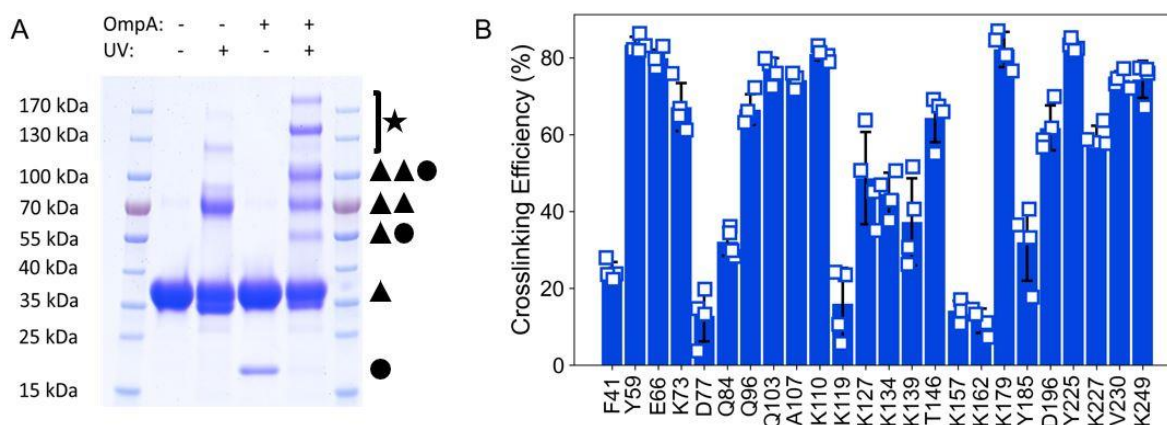 A
OmpA: - - + +
UV: - + - +
170 kDa
130 kDa
100 kDa
70 kDa
55 kDa
40 kDa
35 kDa
25 kDa
15 kDa
B
Crosslinking Efficiency (%)
80
60
40
20
0
F41
Y59
E66
K73
D77
Q84
Q96
Q103
A107
K110
K119
K127
K134
K139
T146
K157
K162
K179
Y185
D196
Y225
K227
V230
K249